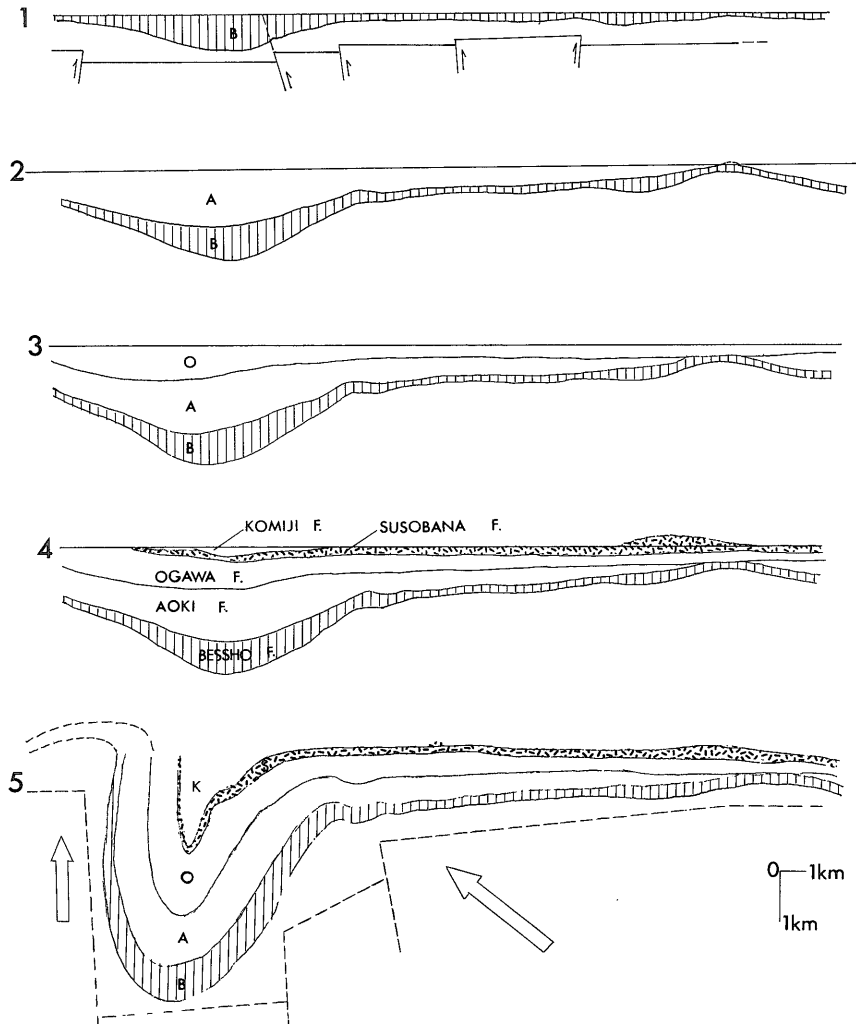 1
B
2
A
B
3
O
A
B
4
KOMIJI F.
SUSOBANA F.
OGAWA F.
AOKI F.
BESSHO F.
5
K
O
A
B
0 1km
1km